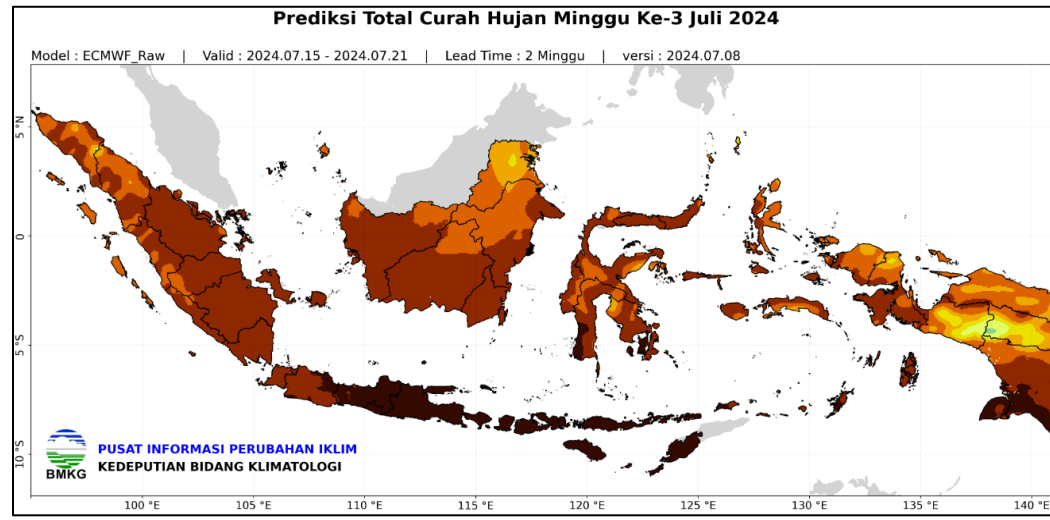 Prediksi Total Curah Hujan Minggu Ke-3 Juli 2024
Model : ECMWF_Raw | Valid : 2024.07.15 - 2024.07.21 | Lead Time : 2 Minggu | versi : 2024.07.08
5 °N
0
5 °S
10 °S
BMKG
PUSAT INFORMASI PERUBAHAN IKLIM
KEDEPUTIAN BIDANG KLIMATOLOGI
100 °E 105 °E 110 °E 115 °E 120 °E 125 °E 130 °E 135 °E 140 °E